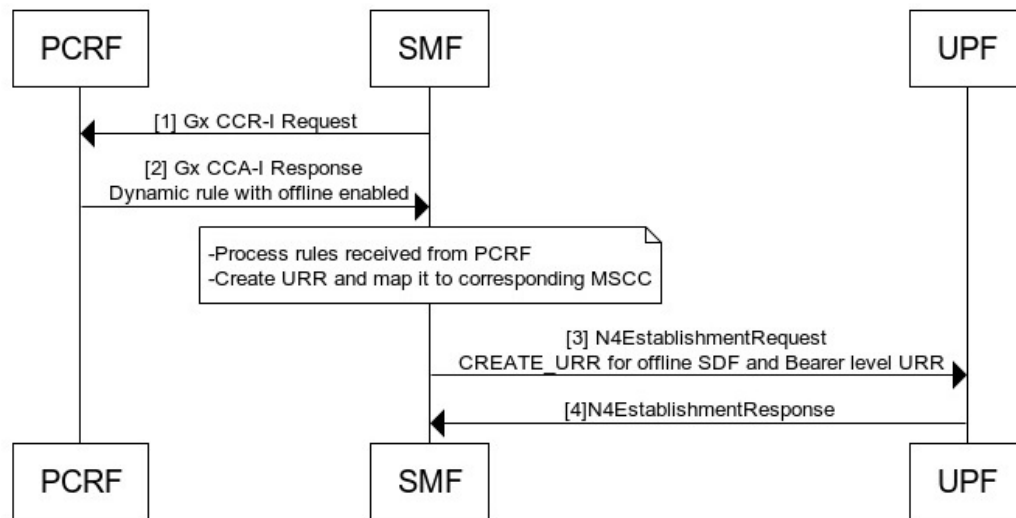 PCRF
SMF
UPF
[1] Gx CCR-I Request
[2] Gx CCA-I Response
Dynamic rule with offline enabled
-Process rules received from PCRF
-Create URR and map it to corresponding MSCC
[3] N4EstablishmentRequest
CREATE_URR for offline SDF and Bearer level URR
[4]N4EstablishmentResponse
PCRF
SMF
UPF